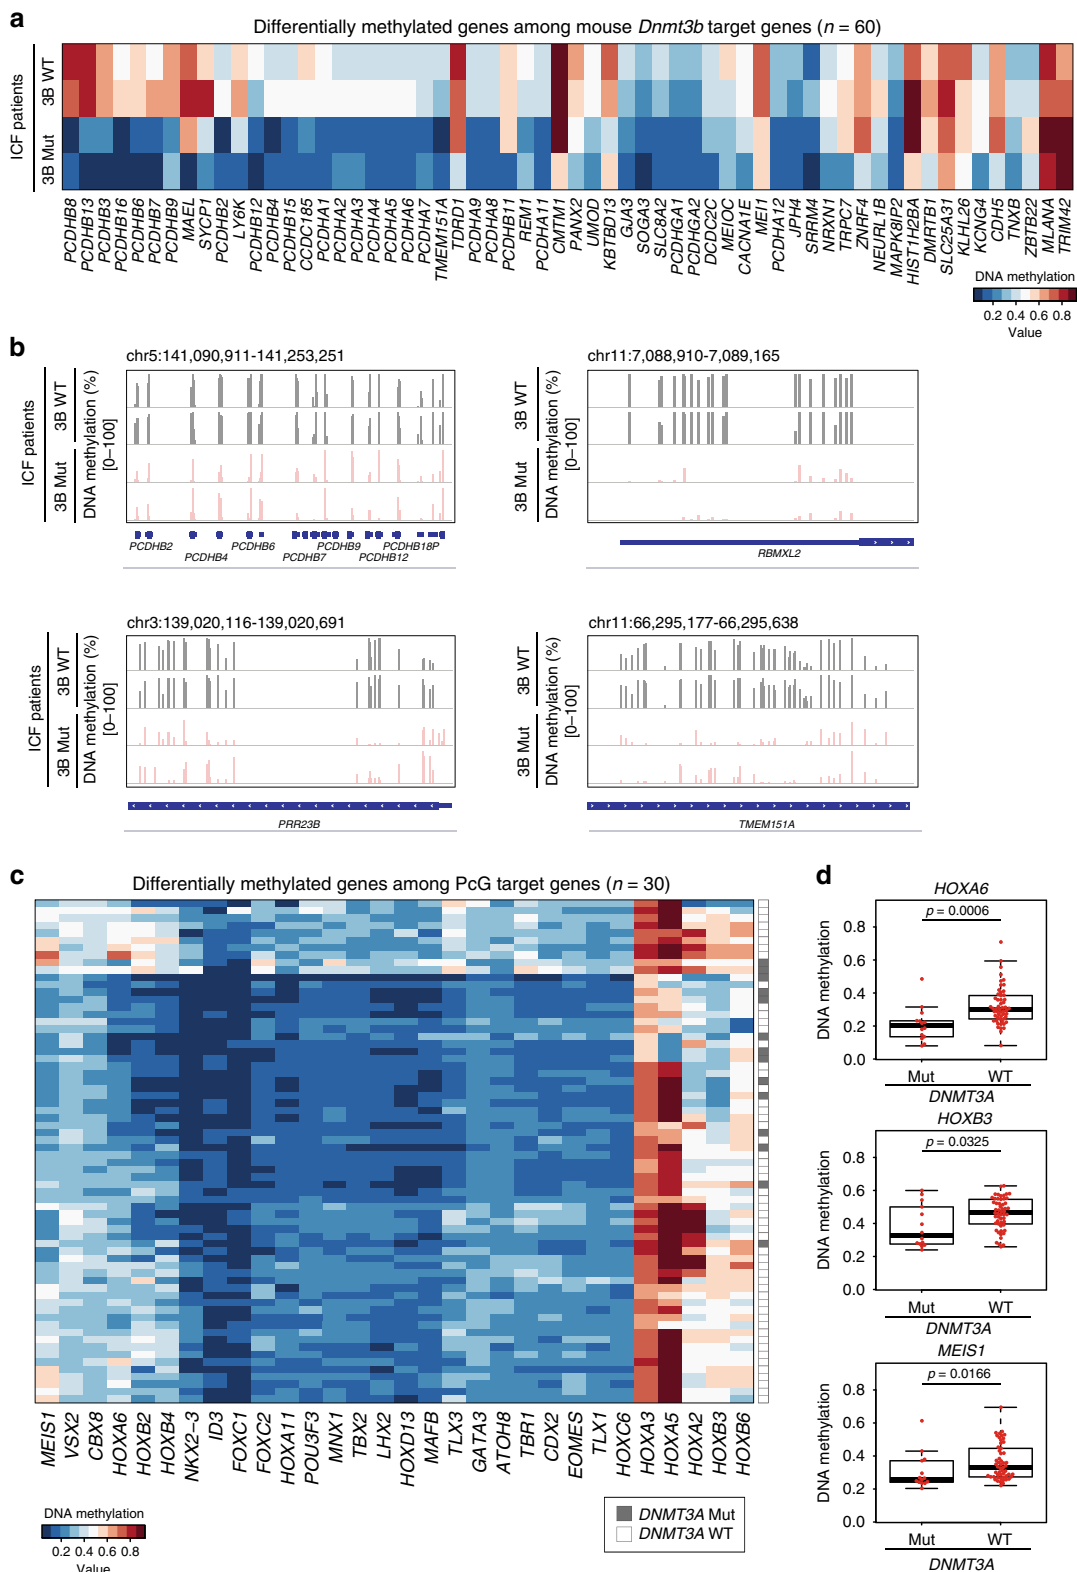 a
Differentially methylated genes among mouse Dnmt3b target genes (n = 60)
ICF patients
3B WT
3B Mut
PCDHB8
PCDHB13
PCDHB3
PCDHB16
PCDHB6
PCDHB7
PCDHB9
MAEL
SYCP1
PCDHB2
LY6K
PCDHB12
PCDHB4
PCDHB15
CCDC185
PCDHA1
PCDHA2
PCDHA3
PCDHA4
PCDHA5
PCDHA6
PCDHA7
TMEM151A
TDRD1
PCDHA9
PCDHA8
PCDHB11
REM1
PCDHA11
CMTM1
PANX2
UMOD
KBTBD13
GJA3
SOGA3
SLC8A2
PCDHGA1
PCDHGA2
DCDC2C
MEIOC
CACNA1E
MEI1
PCDHA12
JPH4
SRRM4
NRXN1
TRPC7
ZNRF4
NEURL1B
MAPK8IP2
HIST1H2BA
DMRTB1
SLC25A31
KLHL26
KCNG4
CDH5
TNXB
ZBTB22
MLANA
TRIM42
DNA methylation
0.2 0.4 0.6 0.8
Value
b
chr5:141,090,911-141,253,251
ICF patients
3B WT
3B Mut
DNA methylation (%)
[0–100]
PCDHB2
PCDHB4
PCDHB6
PCDHB7
PCDHB9
PCDHB12
PCDHB18P
chr11:7,088,910-7,089,165
3B WT
3B Mut
DNA methylation (%)
[0–100]
RBMXL2
chr3:139,020,116-139,020,691
ICF patients
3B WT
3B Mut
DNA methylation (%)
[0–100]
PRR23B
chr11:66,295,177-66,295,638
3B WT
3B Mut
DNA methylation (%)
[0–100]
TMEM151A
c
Differentially methylated genes among PcG target genes (n = 30)
MEIS1
VSX2
CBX8
HOXA6
HOXB2
HOXB4
NKX2–3
ID3
FOXC1
FOXC2
HOXA11
POU3F3
MNX1
TBX2
LHX2
HOXD13
MAFB
TLX3
GATA3
ATOH8
TBR1
CDX2
EOMES
TLX1
HOXC6
HOXA3
HOXA5
HOXA2
HOXB3
HOXB6
DNA methylation
0.2 0.4 0.6 0.8
Value
DNMT3A Mut
DNMT3A WT
d
HOXA6
p = 0.0006
DNA methylation
0.8
0.6
0.4
0.2
0.0
Mut WT
DNMT3A
HOXB3
p = 0.0325
DNA methylation
0.8
0.6
0.4
0.2
0.0
Mut WT
DNMT3A
MEIS1
p = 0.0166
DNA methylation
0.8
0.6
0.4
0.2
0.0
Mut WT
DNMT3A